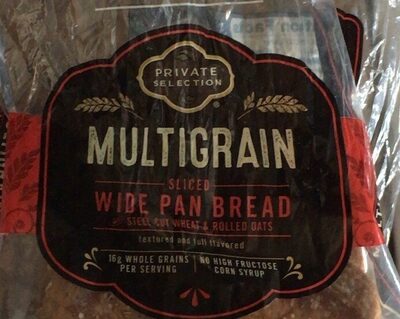 PRIVATE
SELECTION
MULTIGRAIN
SLICED
WIDE PAN BREAD
STEEL CUT WHEAT & ROLLED OATS
textured and full flavored
16g WHOLE GRAINS
PER SERVING
NO HIGH FRUCTOSE
CORN SYRUP